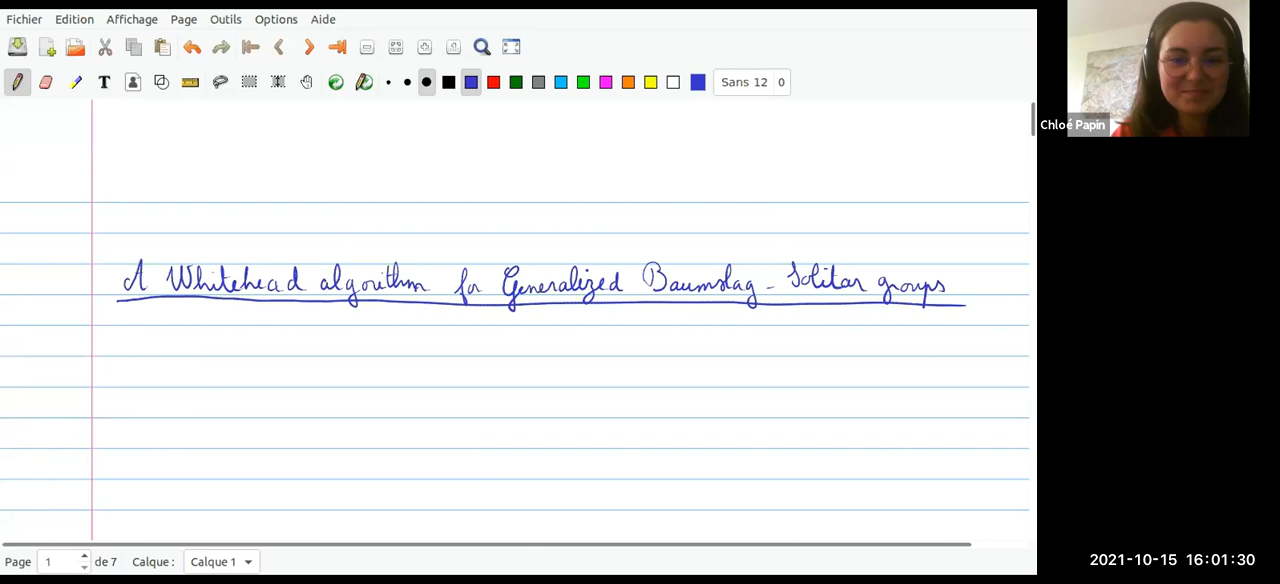 Fichier Edition Affichage Page Outils Options Aide
T Sans 12 0
Chloé Papin
A Whitehead algorithm for Generalized Baumslag - Solitar groups
Page 1 de 7 Calque : Calque 1
2021-10-15 16:01:30